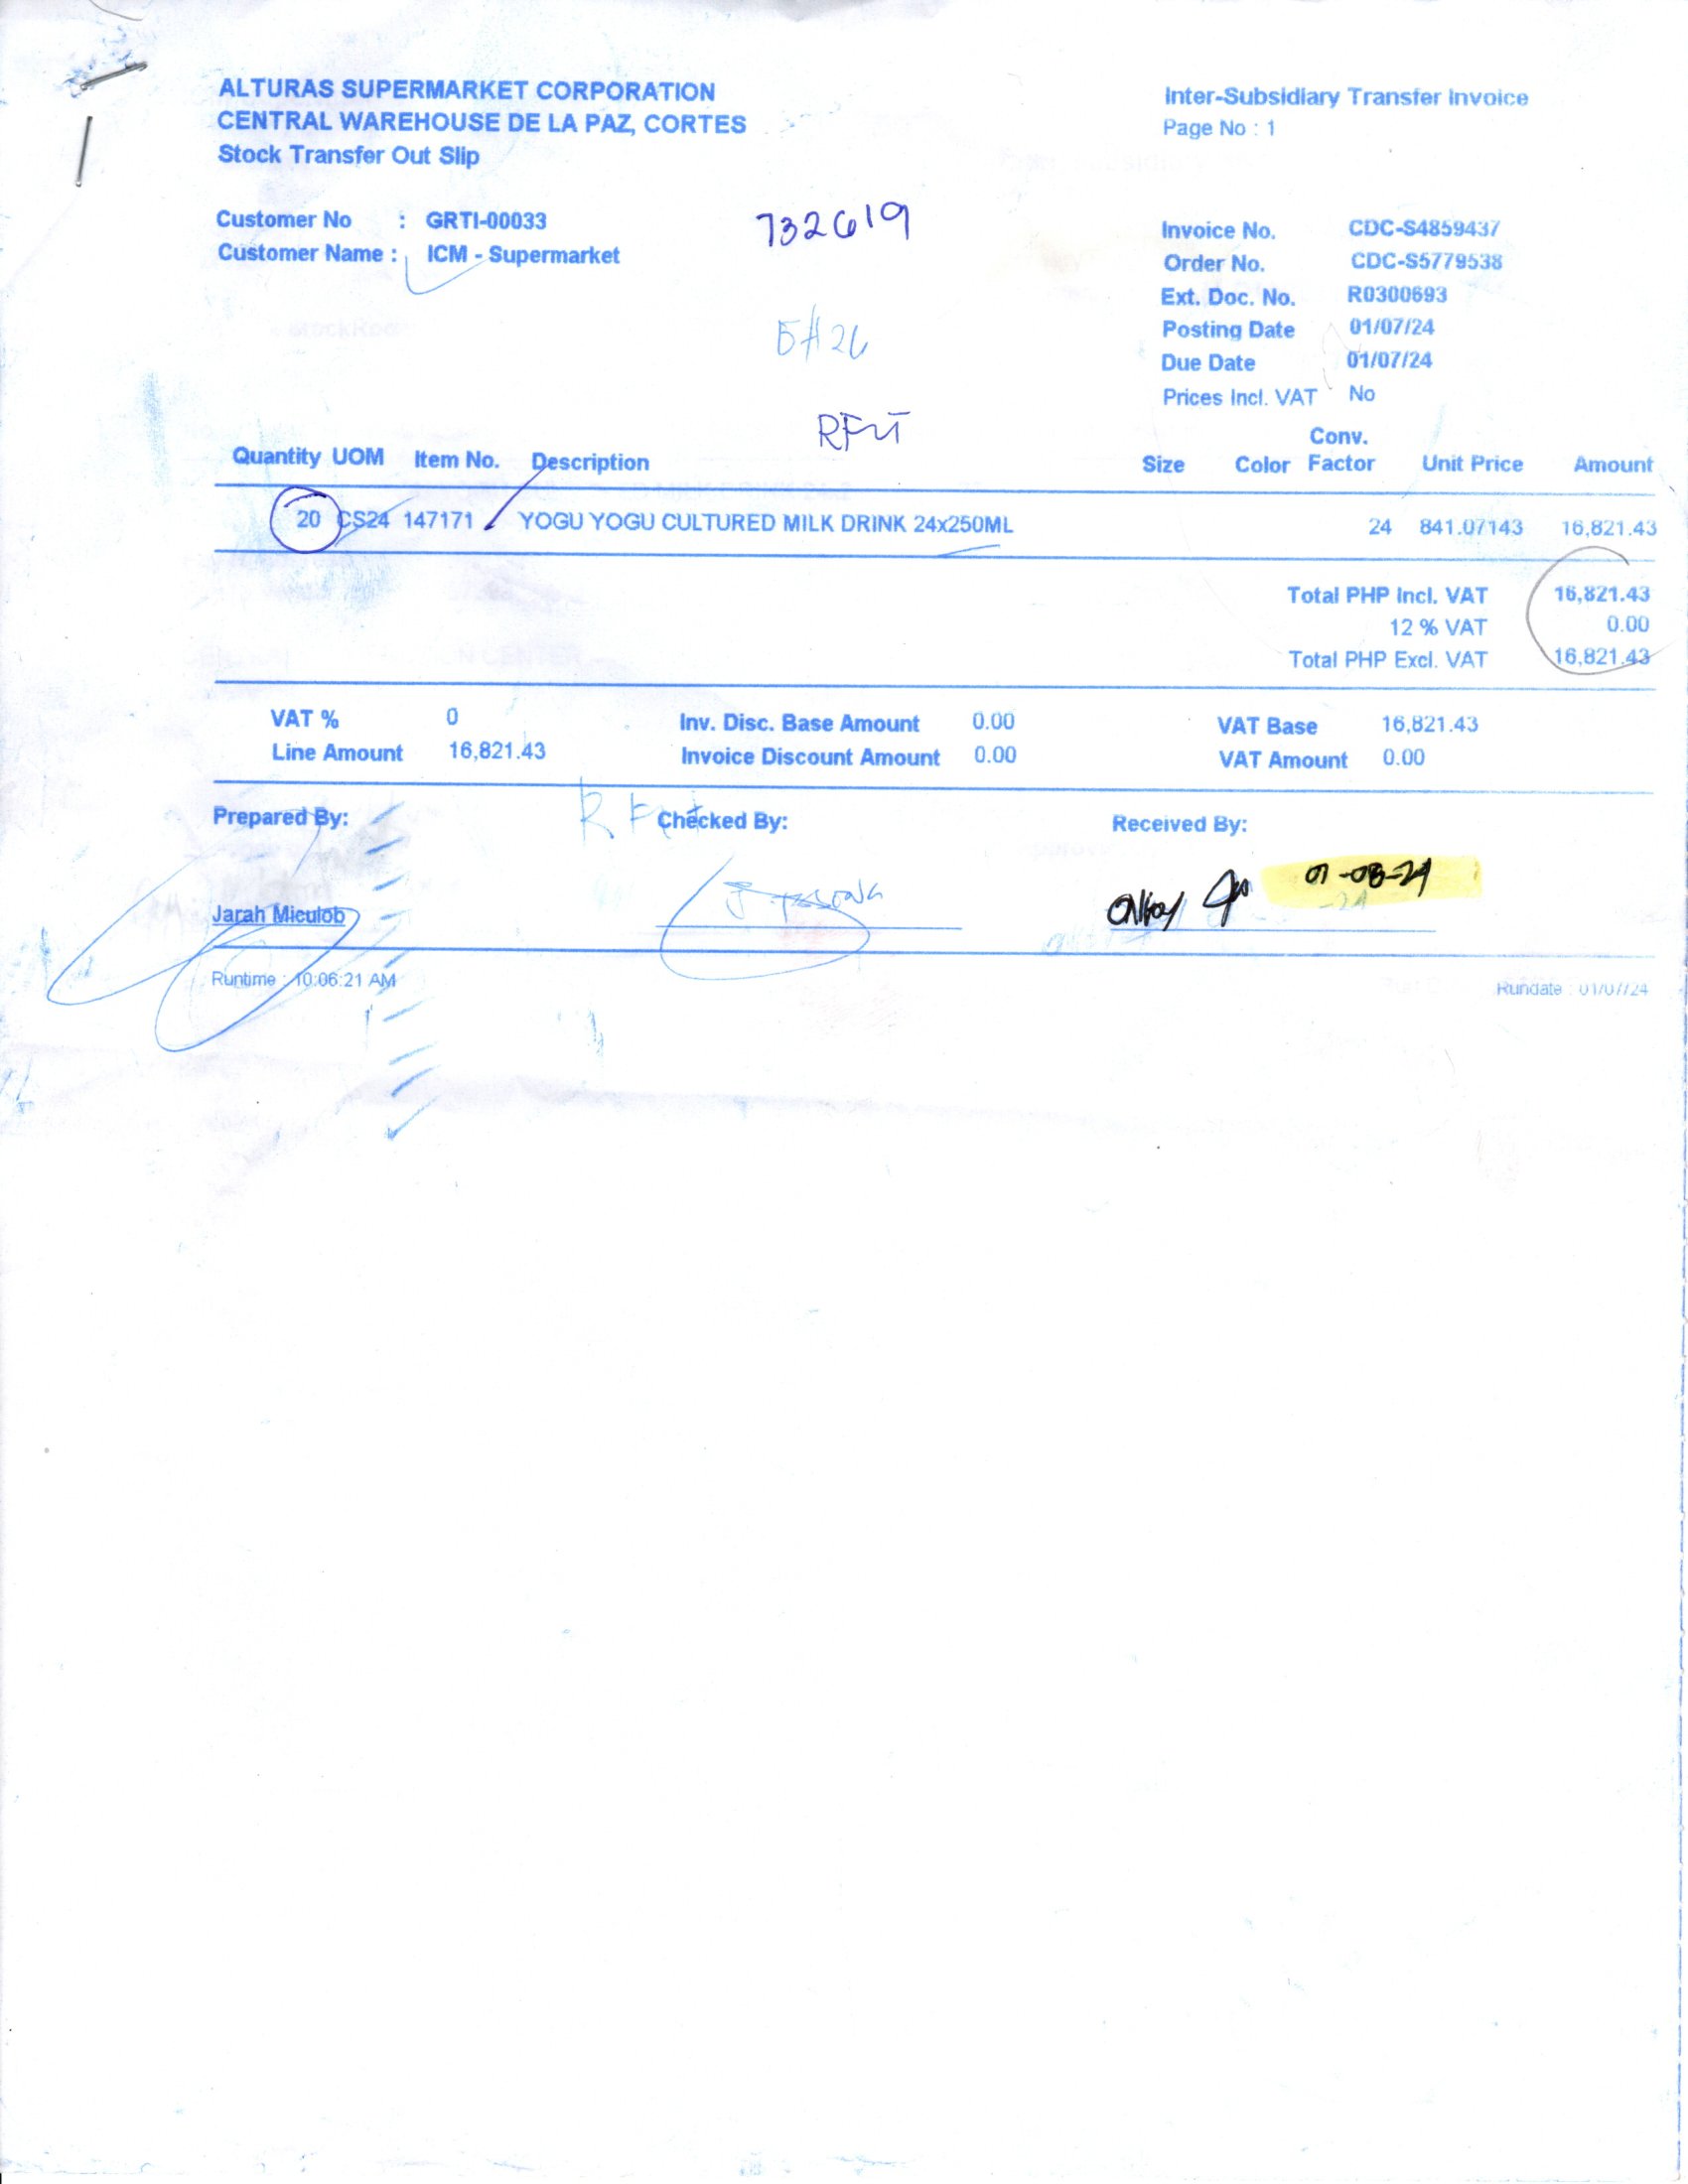 ALTURAS SUPERMARKET CORPORATION
CENTRAL WAREHOUSE DE LA PAZ, CORTES
Stock Transfer Out Slip
Inter-Subsidiary Transfer Invoice
Page No : 1
Customer No : GRTI-00033
Customer Name : ICM - Supermarket
732619
Invoice No. CDC-S4859437
Order No. CDC-S5779538
Ext. Doc. No. R0300693
Posting Date 01/07/24
Due Date 01/07/24
Prices Incl. VAT No
Quantity UOM Item No. Description Size Color Conv. Factor Unit Price Amount
20 CS24 147171 YOGU YOGU CULTURED MILK DRINK 24x250ML 24 841.07143 16,821.43
Total PHP Incl. VAT 16,821.43
12 % VAT 0.00
Total PHP Excl. VAT 16,821.43
VAT % 0 Inv. Disc. Base Amount 0.00 VAT Base 16,821.43
Line Amount 16,821.43 Invoice Discount Amount 0.00 VAT Amount 0.00
Prepared By: Checked By: Received By:
01-08-24
Jarah Miculob
Runtime : 10:06:21 AM
Rundate : 01/07/24